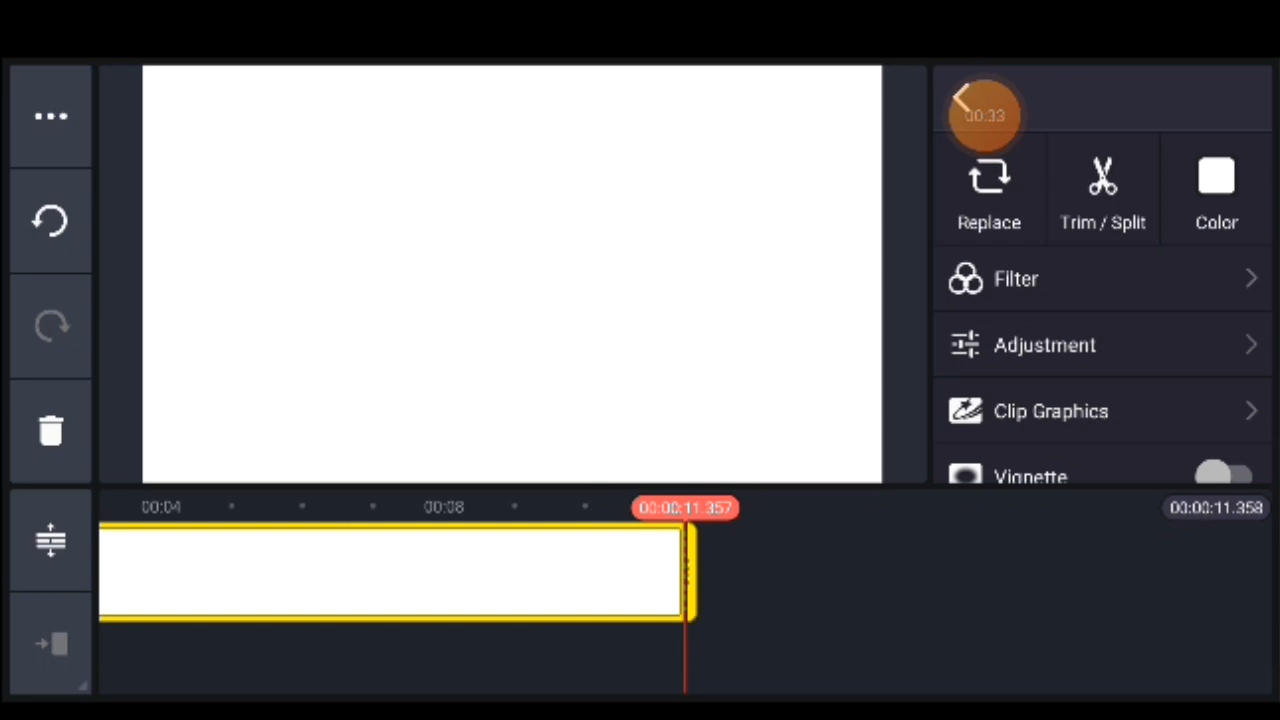 00:33
Replace
Trim / Split
Color
Filter
Adjustment
Clip Graphics
Vignette
00:04
00:08
00:00:11.357
00:00:11.358